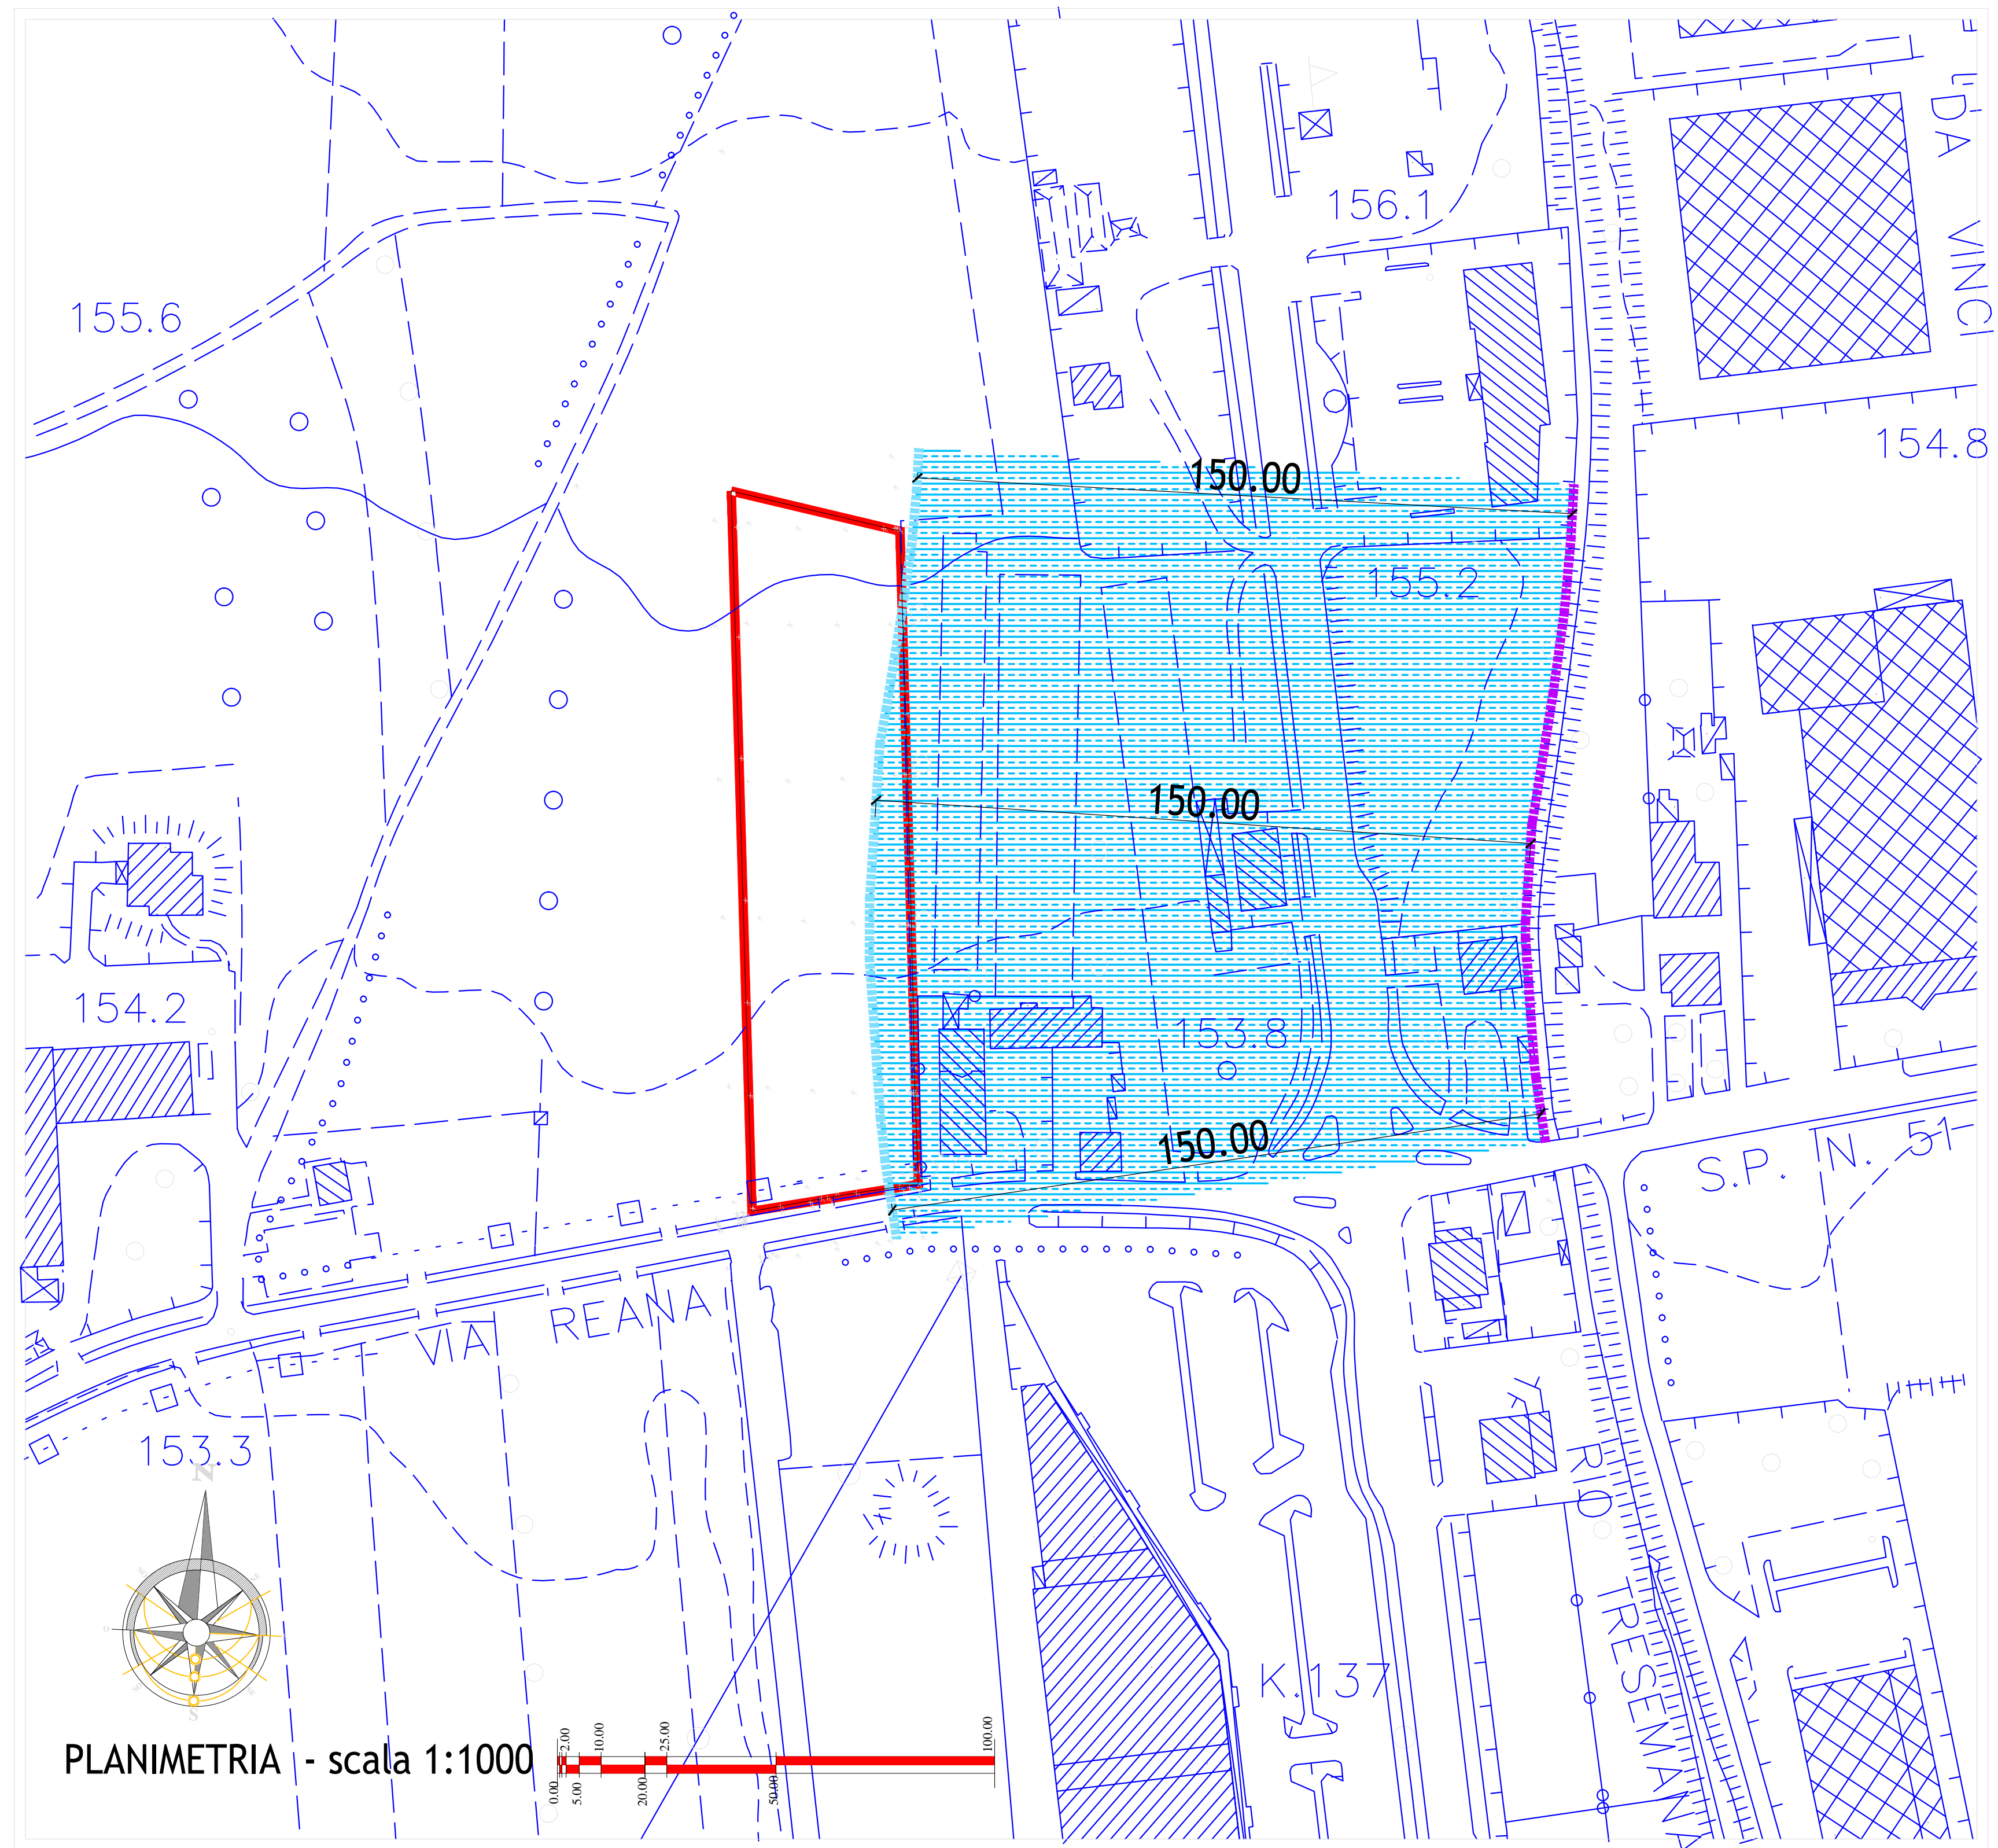 DA VINCI
156.1
155.6
154.8
150.00
155.2
150.00
154.2
153.8
150.00
S.P. N. 51
VIA REANA
153.3
N
RIO TRESEMANE
K.137
O
S
PLANIMETRIA - scala 1:1000
2.00
10.00
25.00
100.00
0.00
5.00
20.00
50.00